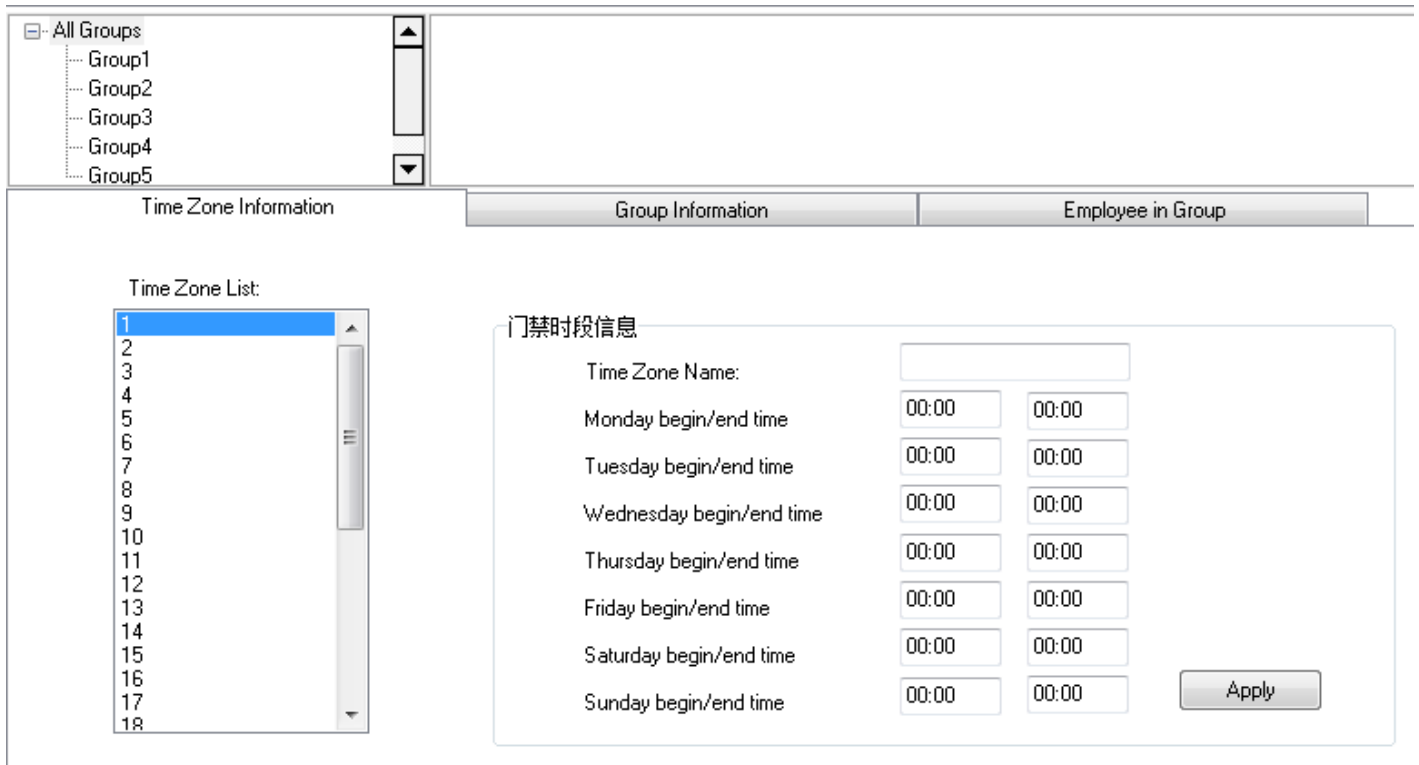 All Groups
Group1
Group2
Group3
Group4
Group5
Time Zone Information
Group Information
Employee in Group
Time Zone List:
1
2
3
4
5
6
7
8
9
10
11
12
13
14
15
16
17
18
门禁时段信息
Time Zone Name:
Monday begin/end time 00:00 00:00
Tuesday begin/end time 00:00 00:00
Wednesday begin/end time 00:00 00:00
Thursday begin/end time 00:00 00:00
Friday begin/end time 00:00 00:00
Saturday begin/end time 00:00 00:00
Sunday begin/end time 00:00 00:00
Apply